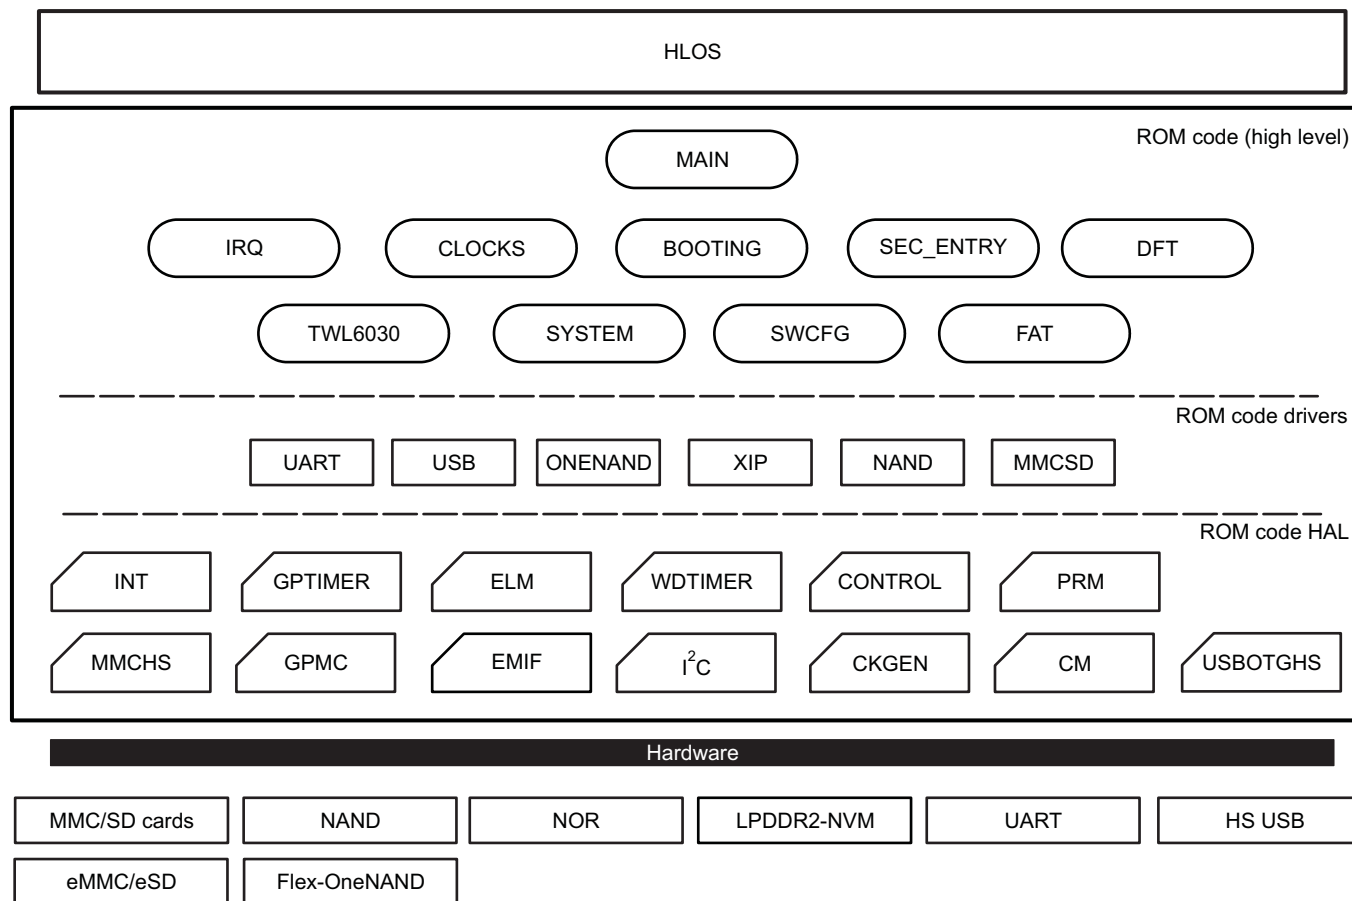 HLOS
ROM code (high level)
MAIN
IRQ CLOCKS BOOTING SEC_ENTRY DFT
TWL6030 SYSTEM SWCFG FAT
ROM code drivers
UART USB ONENAND XIP NAND MMCSD
ROM code HAL
INT GPTIMER ELM WDTIMER CONTROL PRM
MMCHS GPMC EMIF I²C CKGEN CM USBOTGHS
Hardware
MMC/SD cards NAND NOR LPDDR2-NVM UART HS USB
eMMC/eSD Flex-OneNAND